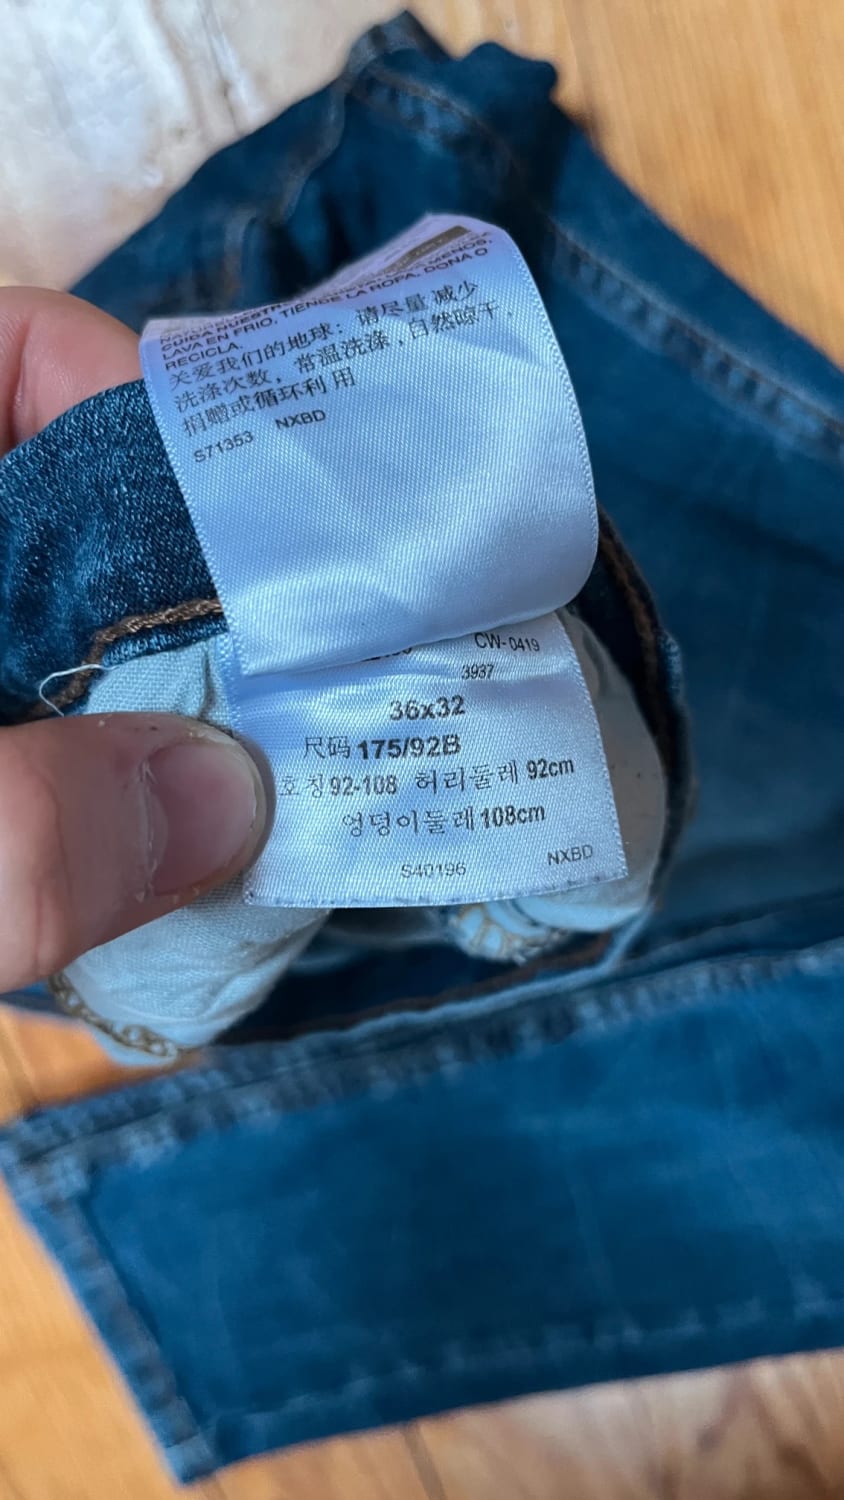 CUIDA NUESTRO
MENOS,
LAVA EN FRIO, TIENDE LA ROPA, DONA O
RECICLA.
关爱我们的地球：请尽量减少
洗涤次数，常温洗涤，自然晾干，
捐赠或循环利用
S71353 NXBD
CW-0419
3937
36x32
尺码 175/92B
호칭 92-108 허리둘레 92cm
엉덩이둘레 108cm
S40196 NXBD